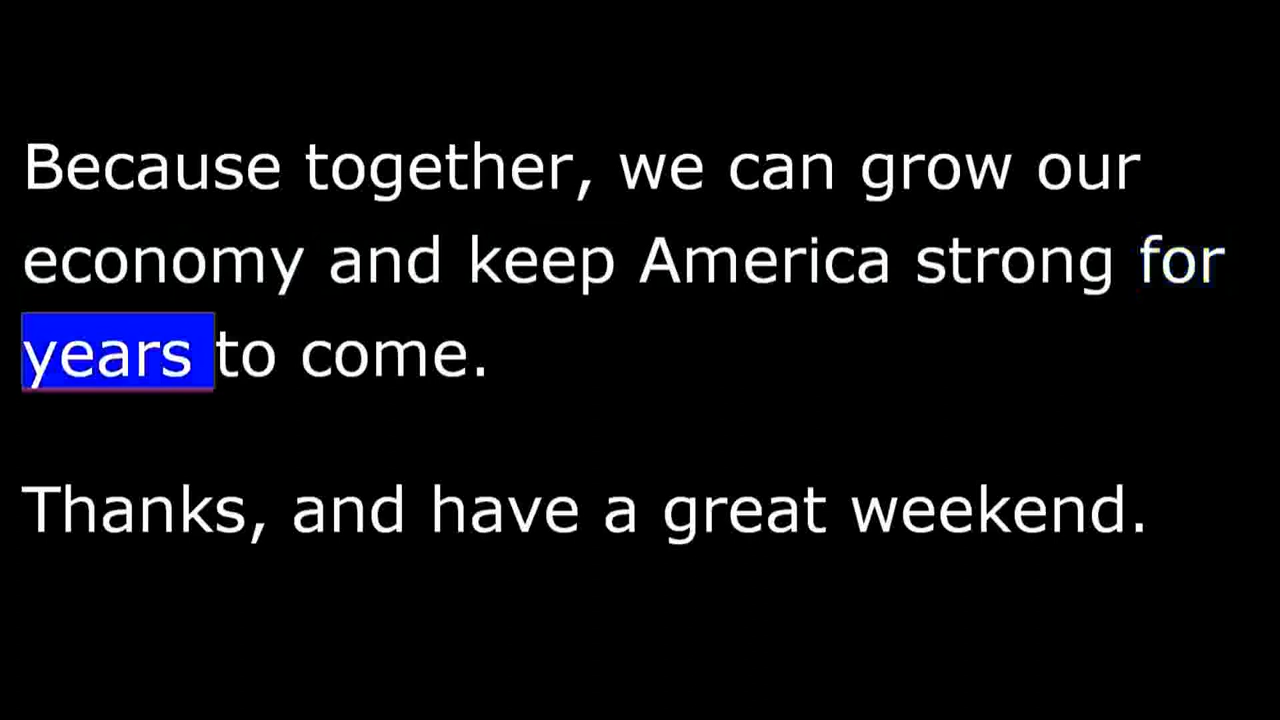 Because together, we can grow our
economy and keep America strong for
years to come.
Thanks, and have a great weekend.